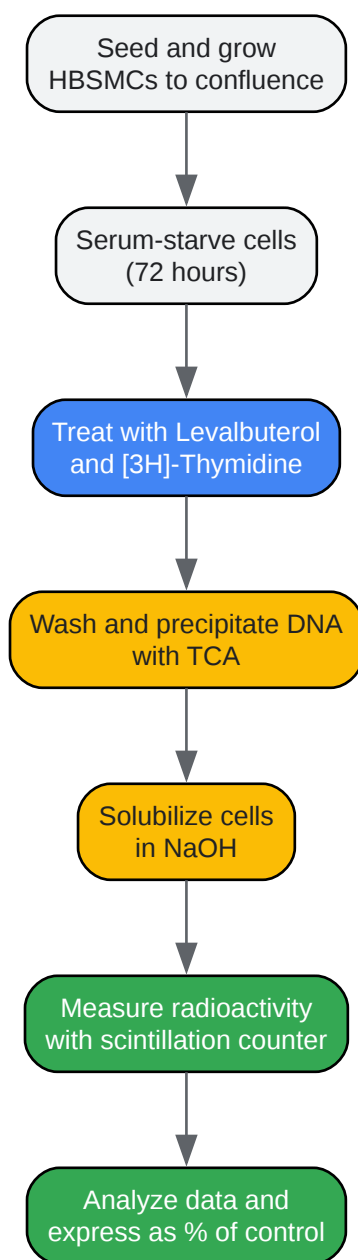 Seed and grow
HBSMCs to confluence
Serum-starve cells
(72 hours)
Treat with Levalbuterol
and [3H]-Thymidine
Wash and precipitate DNA
with TCA
Solubilize cells
in NaOH
Measure radioactivity
with scintillation counter
Analyze data and
express as % of control